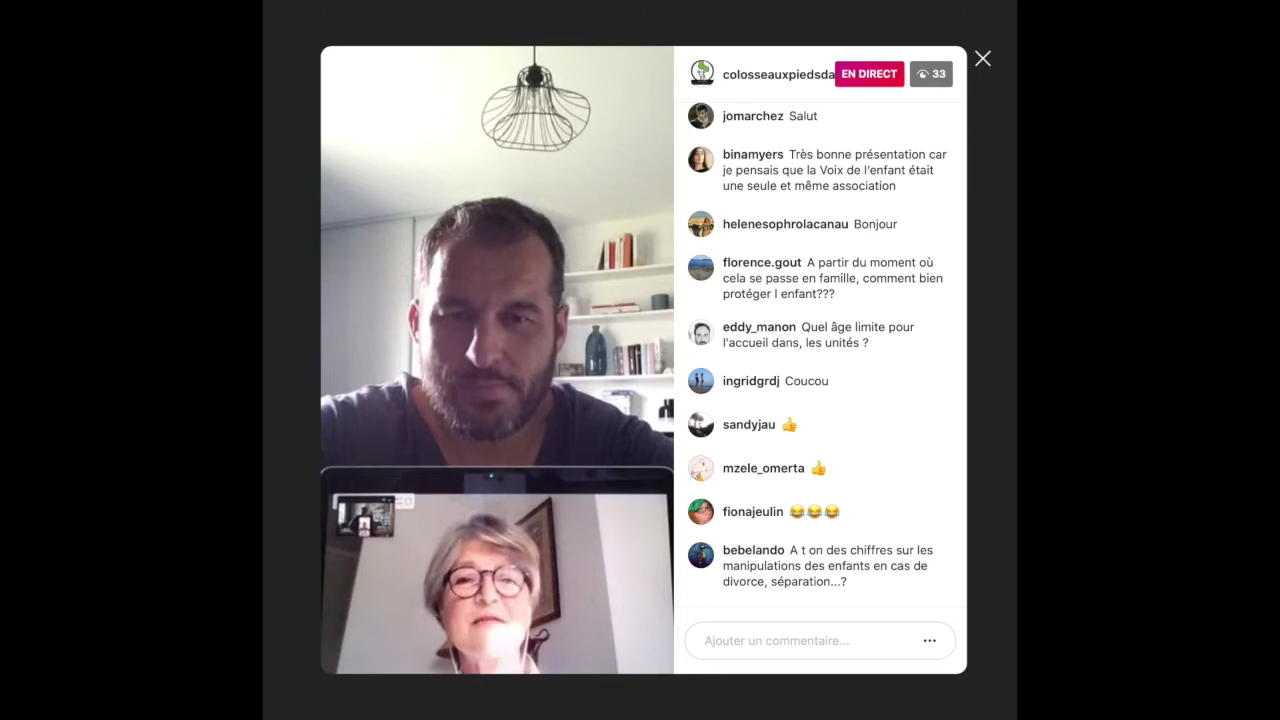 colosseauxpiedsda EN DIRECT 33
jomarchez Salut
binamyers Très bonne présentation car
je pensais que la Voix de l'enfant était
une seule et même association
helenesophrolacanau Bonjour
florence.gout A partir du moment où
cela se passe en famille, comment bien
protéger l enfant???
eddy_manon Quel âge limite pour
l'accueil dans, les unités ?
ingridgrdj Coucou
sandyjau 👍
mzele_omerta 👍
fionajeulin 😂😂😂
bebelando A t on des chiffres sur les
manipulations des enfants en cas de
divorce, séparation...?
Ajouter un commentaire...